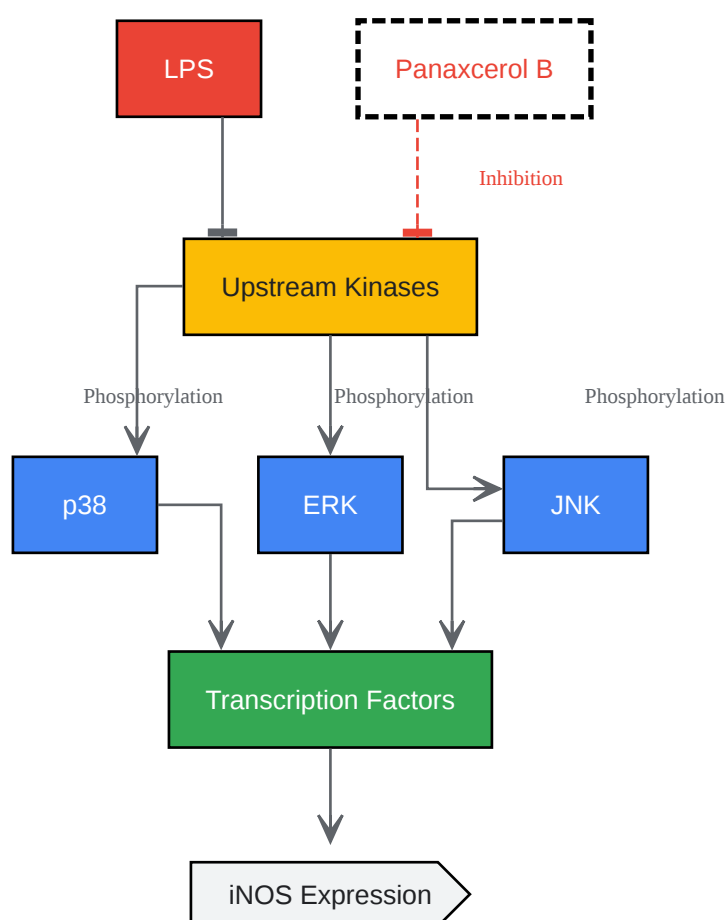 LPS
Panaxcerol B
Inhibition
Upstream Kinases
Phosphorylation
Phosphorylation
Phosphorylation
p38
ERK
JNK
Transcription Factors
iNOS Expression